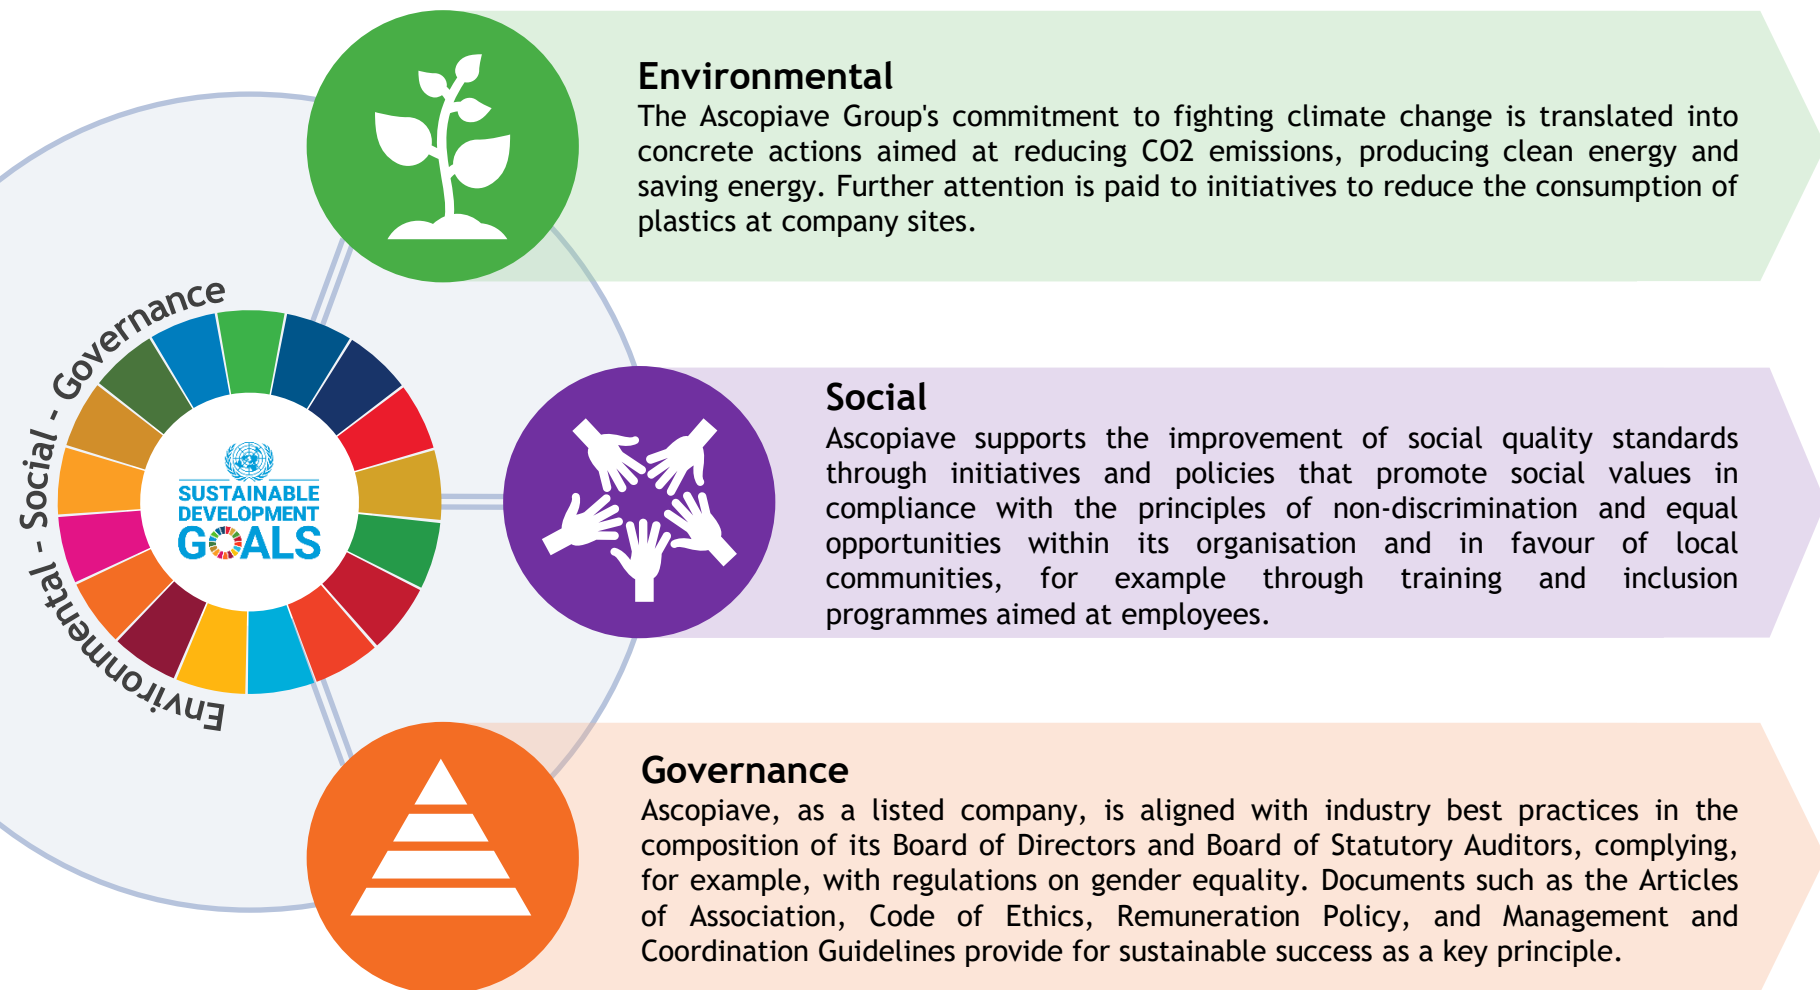 Environmental
The Ascopiave Group's commitment to fighting climate change is translated into
concrete actions aimed at reducing CO2 emissions, producing clean energy and
saving energy. Further attention is paid to initiatives to reduce the consumption of
plastics at company sites.
Environmental - Social - Governance
SUSTAINABLE
DEVELOPMENT
GOALS
Social
Ascopiave supports the improvement of social quality standards
through initiatives and policies that promote social values in
compliance with the principles of non-discrimination and equal
opportunities within its organisation and in favour of local
communities, for example through training and inclusion
programmes aimed at employees.
Governance
Ascopiave, as a listed company, is aligned with industry best practices in the
composition of its Board of Directors and Board of Statutory Auditors, complying,
for example, with regulations on gender equality. Documents such as the Articles
of Association, Code of Ethics, Remuneration Policy, and Management and
Coordination Guidelines provide for sustainable success as a key principle.